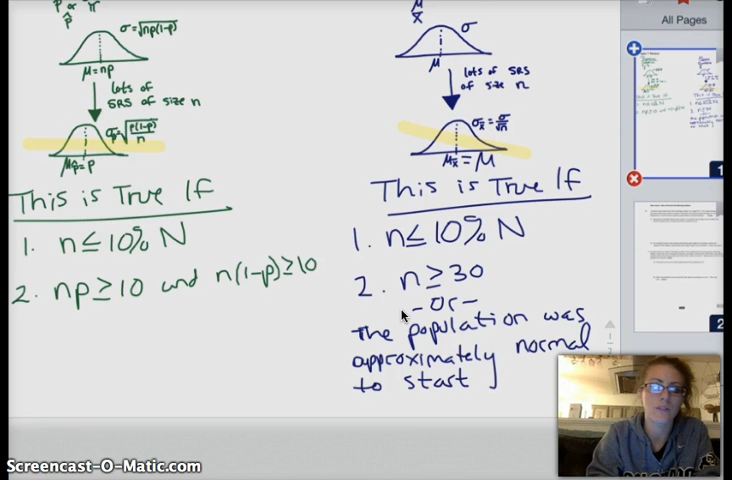 p or π
p̂
σ=√np(1-p)
μ=np
lots of
SRS of size n
σp̂=√p(1-p)/n
μp̂=p
This is True If
1. n≤10% N
2. np≥10 and n(1-p)≥10
μ
x̄
σ
μ
lots of SRS
of size n
σx̄=σ/√n
μx̄=μ
This is True If
1. n≤10% N
2. n≥30
-Or-
The population was
approximately normal
to start
All Pages
1
2
Screencast-O-Matic.com